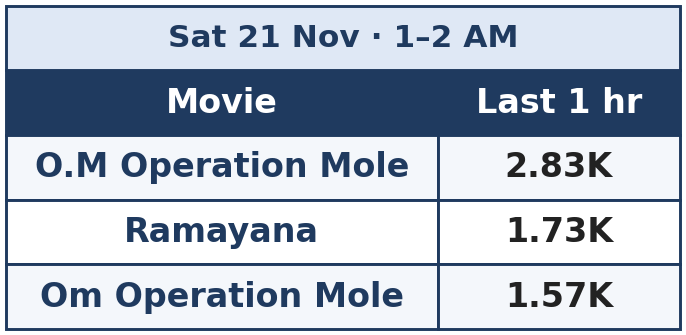 Sat 21 Nov · 1–2 AM
Movie Last 1 hr
O.M Operation Mole 2.83K
Ramayana 1.73K
Om Operation Mole 1.57K